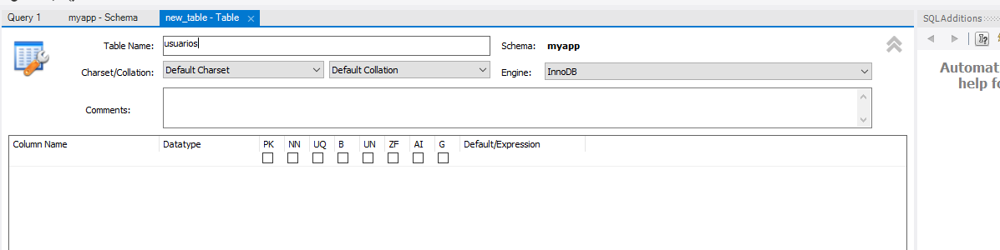 Query 1 myapp - Schema new_table - Table × SQLAdditions
Table Name: usuarios Schema: myapp
Charset/Collation: Default Charset Default Collation Engine: InnoDB
Comments:
Automat
help fo
Column Name Datatype PK NN UQ B UN ZF AI G Default/Expression